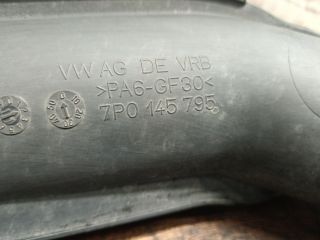 VW AG DE VRB
>PA6-GF30<
7P0 145 795